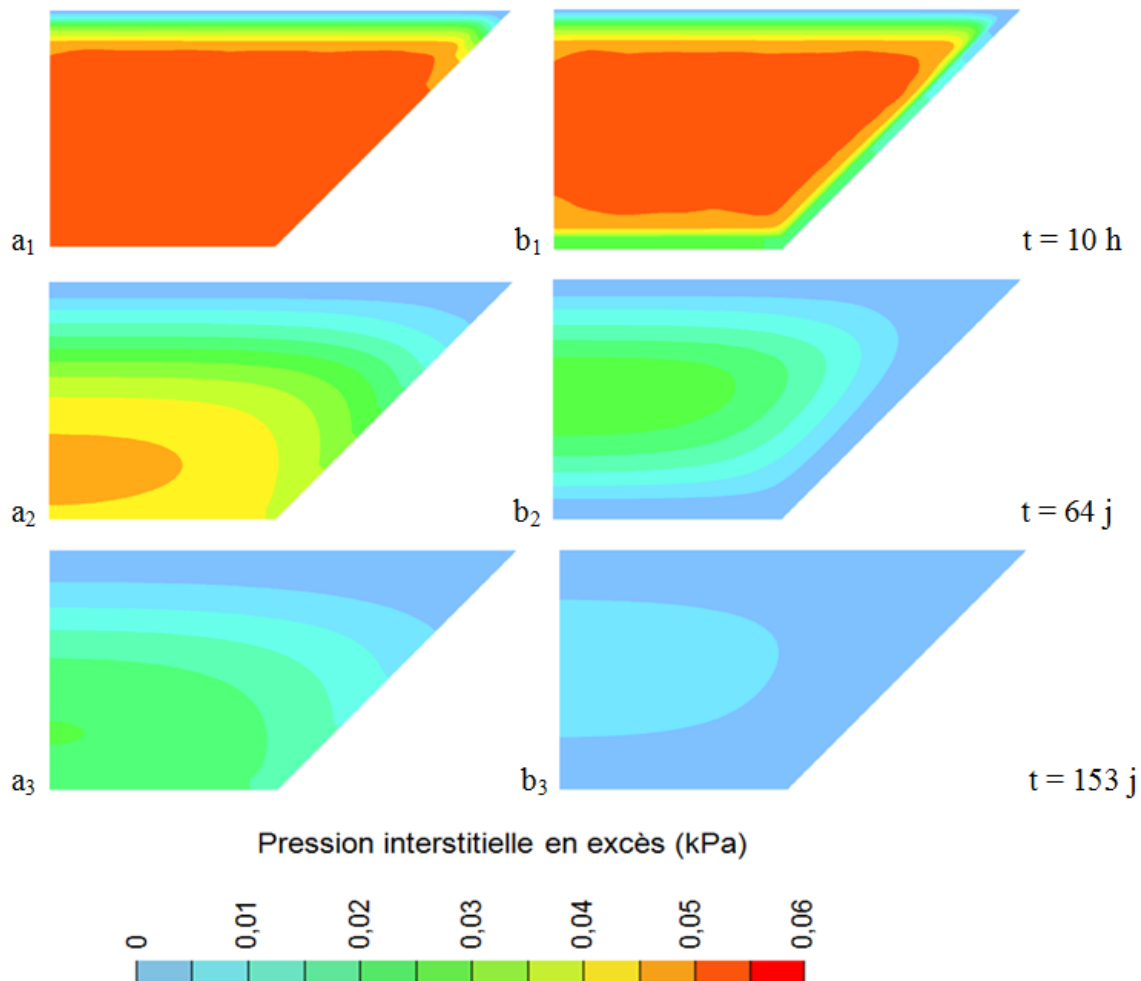 a₁ b₁ t = 10 h
a₂ b₂ t = 64 j
a₃ b₃ t = 153 j
Pression interstitielle en excès (kPa)
0 0,01 0,02 0,03 0,04 0,05 0,06